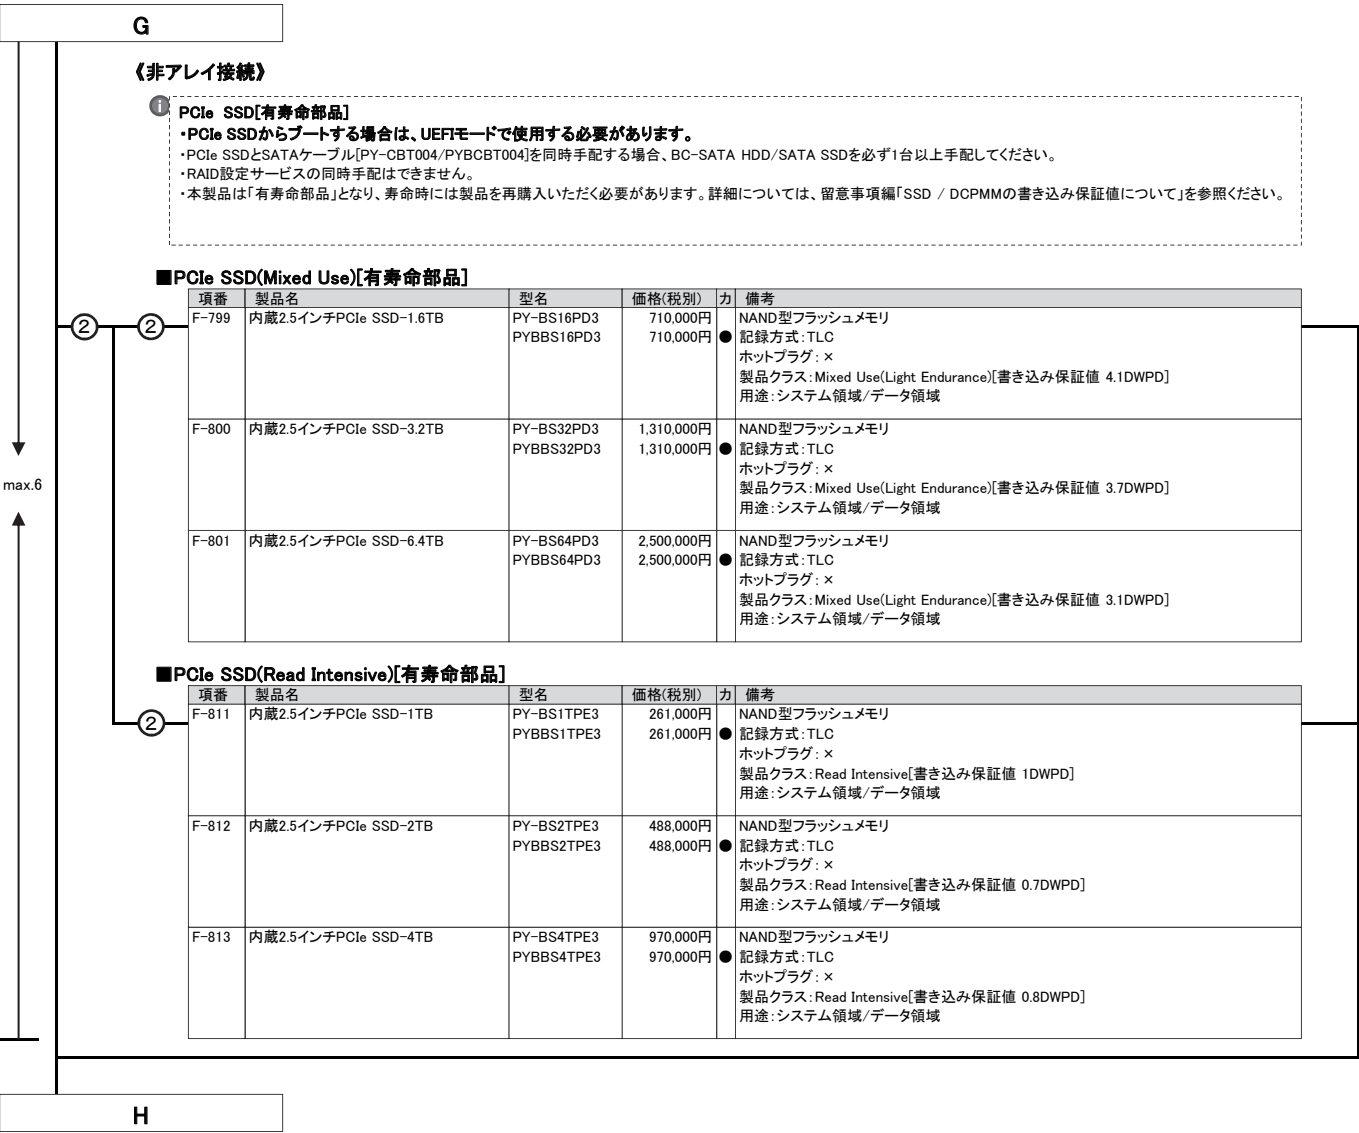 G
《非アレイ接続》
i
PCIe SSD[有寿命部品]
・PCIe SSDからブートする場合は、UEFIモードで使用する必要があります。
・PCIe SSDとSATAケーブル[PY-CBT004/PYBCBT004]を同時手配する場合、BC-SATA HDD/SATA SSDを必ず1台以上手配してください。
・RAID設定サービスの同時手配はできません。
・本製品は「有寿命部品」となり、寿命時には製品を再購入いただく必要があります。詳細については、留意事項編「SSD / DCPMMの書き込み保証値について」を参照ください。
■PCIe SSD(Mixed Use)[有寿命部品]
項番 製品名 型名 価格(税別) カ 備考
② ② F-799 内蔵2.5インチPCIe SSD-1.6TB PY-BS16PD3 710,000円 NAND型フラッシュメモリ
PYBBS16PD3 710,000円 ● 記録方式:TLC
ホットプラグ:×
製品クラス:Mixed Use(Light Endurance)[書き込み保証値 4.1DWPD]
用途:システム領域/データ領域
F-800 内蔵2.5インチPCIe SSD-3.2TB PY-BS32PD3 1,310,000円 NAND型フラッシュメモリ
PYBBS32PD3 1,310,000円 ● 記録方式:TLC
ホットプラグ:×
max.6
製品クラス:Mixed Use(Light Endurance)[書き込み保証値 3.7DWPD]
用途:システム領域/データ領域
F-801 内蔵2.5インチPCIe SSD-6.4TB PY-BS64PD3 2,500,000円 NAND型フラッシュメモリ
PYBBS64PD3 2,500,000円 ● 記録方式:TLC
ホットプラグ:×
製品クラス:Mixed Use(Light Endurance)[書き込み保証値 3.1DWPD]
用途:システム領域/データ領域
■PCIe SSD(Read Intensive)[有寿命部品]
項番 製品名 型名 価格(税別) カ 備考
② F-811 内蔵2.5インチPCIe SSD-1TB PY-BS1TPE3 261,000円 NAND型フラッシュメモリ
PYBBS1TPE3 261,000円 ● 記録方式:TLC
ホットプラグ:×
製品クラス:Read Intensive[書き込み保証値 1DWPD]
用途:システム領域/データ領域
F-812 内蔵2.5インチPCIe SSD-2TB PY-BS2TPE3 488,000円 NAND型フラッシュメモリ
PYBBS2TPE3 488,000円 ● 記録方式:TLC
ホットプラグ:×
製品クラス:Read Intensive[書き込み保証値 0.7DWPD]
用途:システム領域/データ領域
F-813 内蔵2.5インチPCIe SSD-4TB PY-BS4TPE3 970,000円 NAND型フラッシュメモリ
PYBBS4TPE3 970,000円 ● 記録方式:TLC
ホットプラグ:×
製品クラス:Read Intensive[書き込み保証値 0.8DWPD]
用途:システム領域/データ領域
H